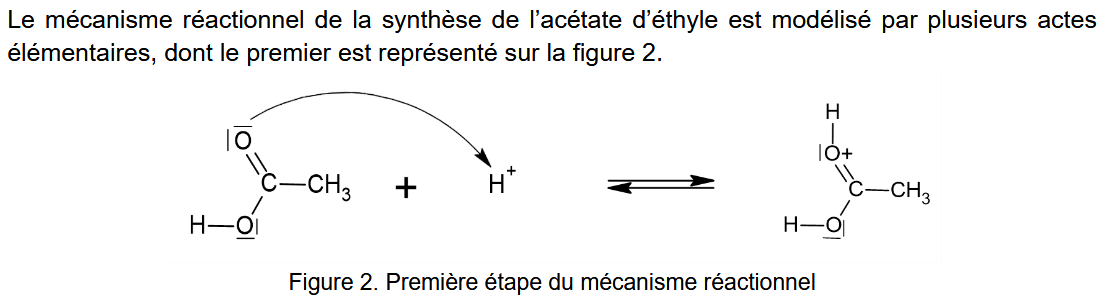 Le mécanisme réactionnel de la synthèse de l’acétate d’éthyle est modélisé par plusieurs actes
élémentaires, dont le premier est représenté sur la figure 2.
H
|O
|O+
C—CH3 + H+ C—CH3
H—O| H—O|
Figure 2. Première étape du mécanisme réactionnel